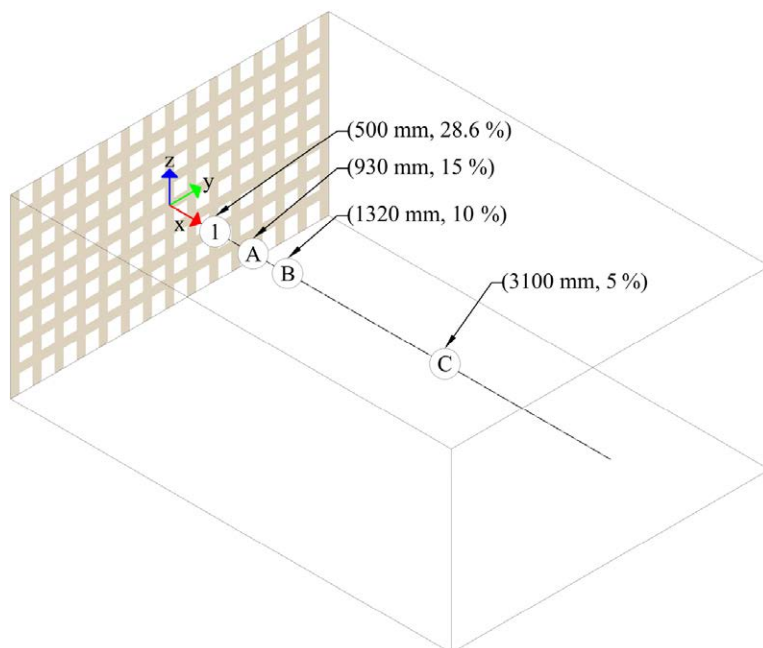 (500 mm, 28.6 %)
(930 mm, 15 %)
z
y
(1320 mm, 10 %)
x
1
A
B
(3100 mm, 5 %)
C